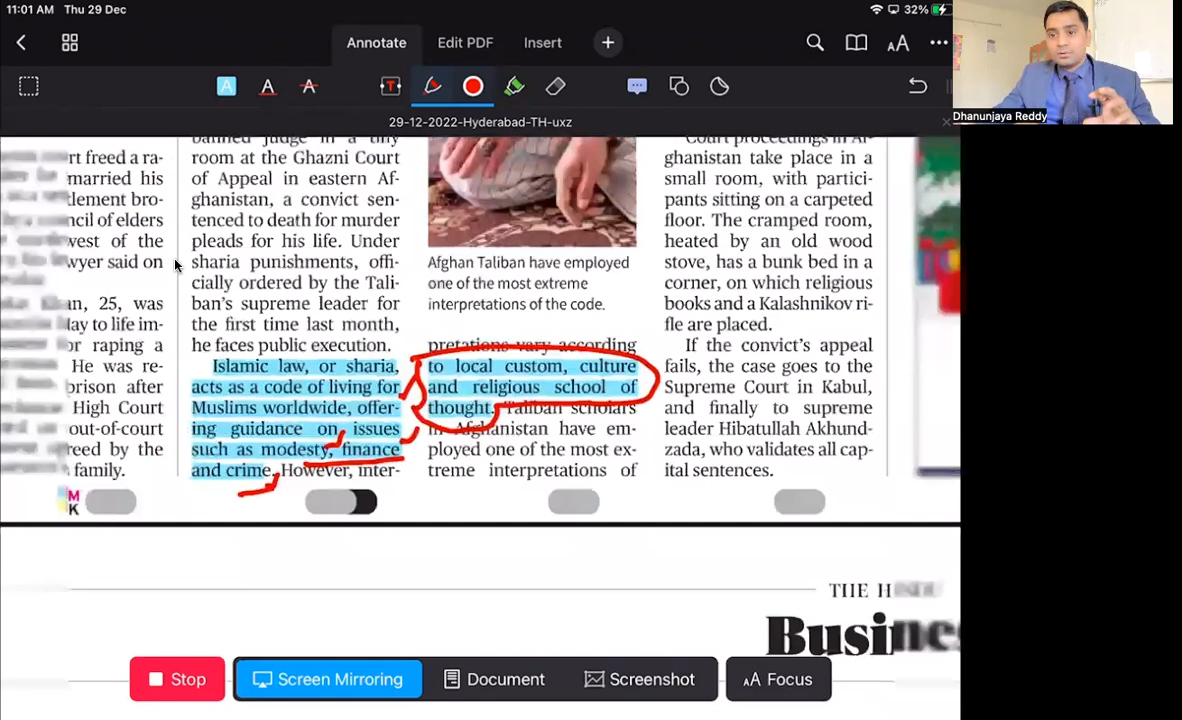 11:01 AM Thu 29 Dec
32%
Annotate
Edit PDF
Insert
AA
A
A
A
T
29-12-2022-Hyderabad-TH-uxz
Dhanunjaya Reddy
rt freed a ra-
married his
tlement bro-
ncil of elders
west of the
wyer said on
an, 25, was
lay to life im-
or raping a
He was re-
prison after
High Court
out-of-court
reed by the
family.
banned judge in a tiny
room at the Ghazni Court
of Appeal in eastern Af-
ghanistan, a convict sen-
tenced to death for murder
pleads for his life. Under
sharia punishments, offi-
cially ordered by the Tali-
ban's supreme leader for
the first time last month,
he faces public execution.
Islamic law, or sharia,
acts as a code of living for
Muslims worldwide, offer-
ing guidance on issues
such as modesty, finance
and crime. However, inter-
Afghan Taliban have employed
one of the most extreme
interpretations of the code.
pretations vary according
to local custom, culture
and religious school of
thought. Taliban scholars
in Afghanistan have em-
ployed one of the most ex-
treme interpretations of
Court proceedings in Af-
ghanistan take place in a
small room, with partici-
pants sitting on a carpeted
floor. The cramped room,
heated by an old wood
stove, has a bunk bed in a
corner, on which religious
books and a Kalashnikov ri-
fle are placed.
If the convict's appeal
fails, the case goes to the
Supreme Court in Kabul,
and finally to supreme
leader Hibatullah Akhund-
zada, who validates all cap-
ital sentences.
M
K
THE H
Busine
Stop
Screen Mirroring
Document
Screenshot
AA Focus